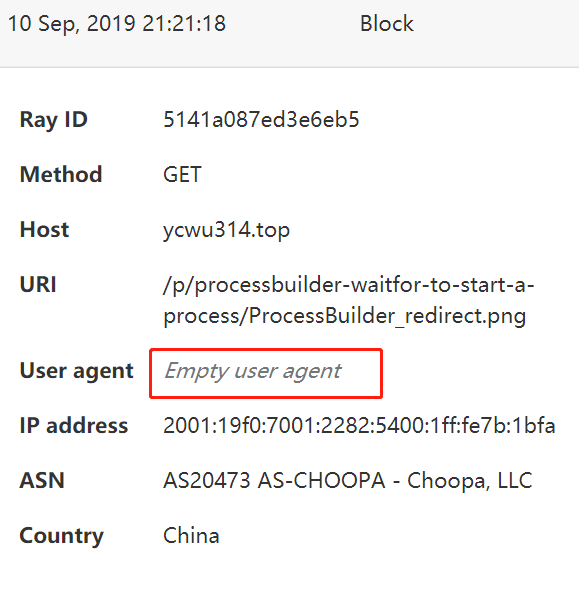 10 Sep, 2019 21:21:18 Block
Ray ID 5141a087ed3e6eb5
Method GET
Host ycwu314.top
URI /p/processbuilder-waitfor-to-start-a-
process/ProcessBuilder_redirect.png
User agent Empty user agent
IP address 2001:19f0:7001:2282:5400:1ff:fe7b:1bfa
ASN AS20473 AS-CHOOPA - Choopa, LLC
Country China